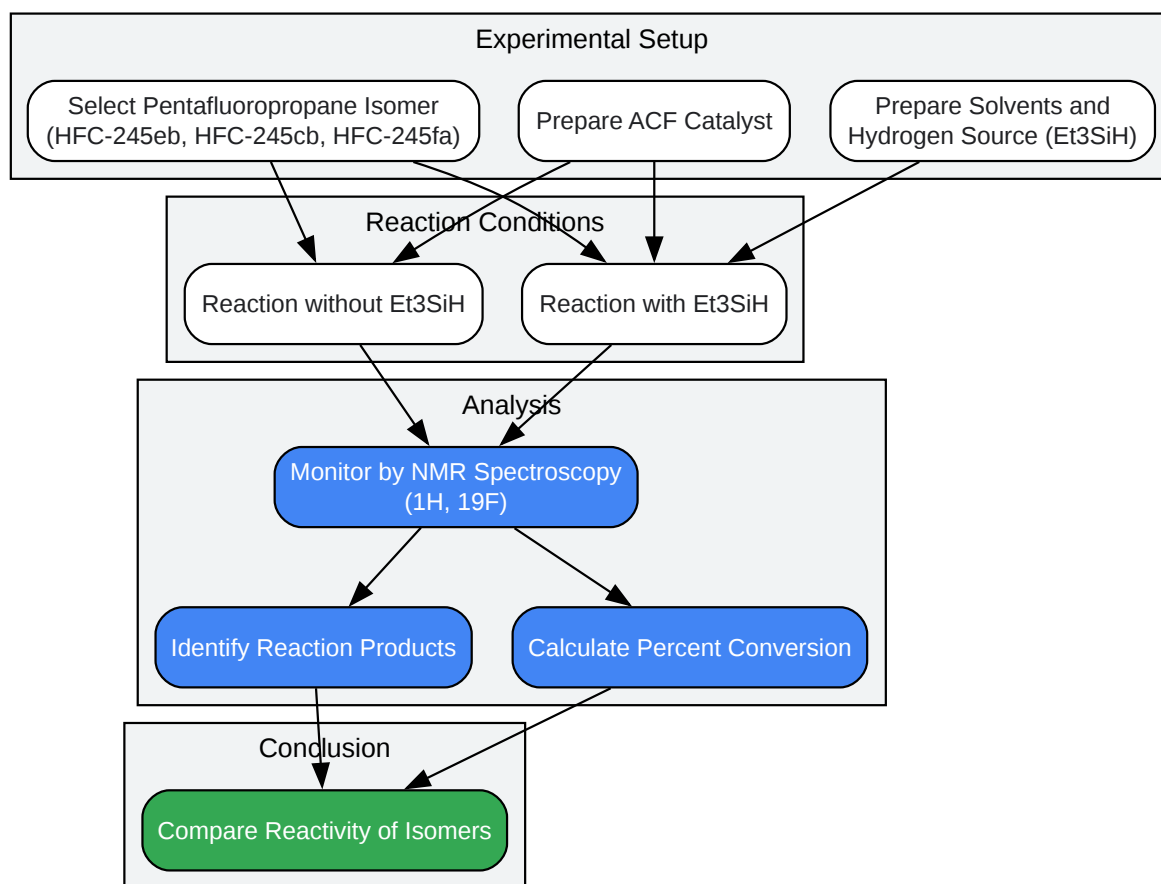 Experimental Setup
Select Pentafluoropropane Isomer
(HFC-245eb, HFC-245cb, HFC-245fa)
Prepare ACF Catalyst
Prepare Solvents and
Hydrogen Source (Et3SiH)
Reaction Conditions
Reaction without Et3SiH
Reaction with Et3SiH
Analysis
Monitor by NMR Spectroscopy
(1H, 19F)
Identify Reaction Products
Calculate Percent Conversion
Conclusion
Compare Reactivity of Isomers